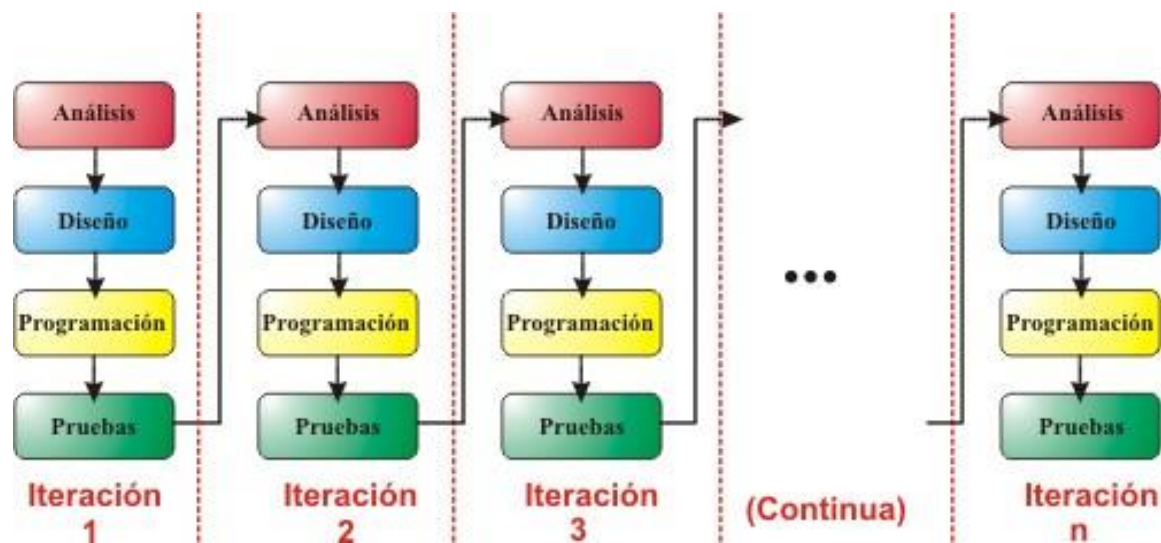 Análisis
Diseño
Programación
Pruebas
Iteración
1
Análisis
Diseño
Programación
Pruebas
Iteración
2
Análisis
Diseño
Programación
Pruebas
Iteración
3
...
(Continua)
Análisis
Diseño
Programación
Pruebas
Iteración
n